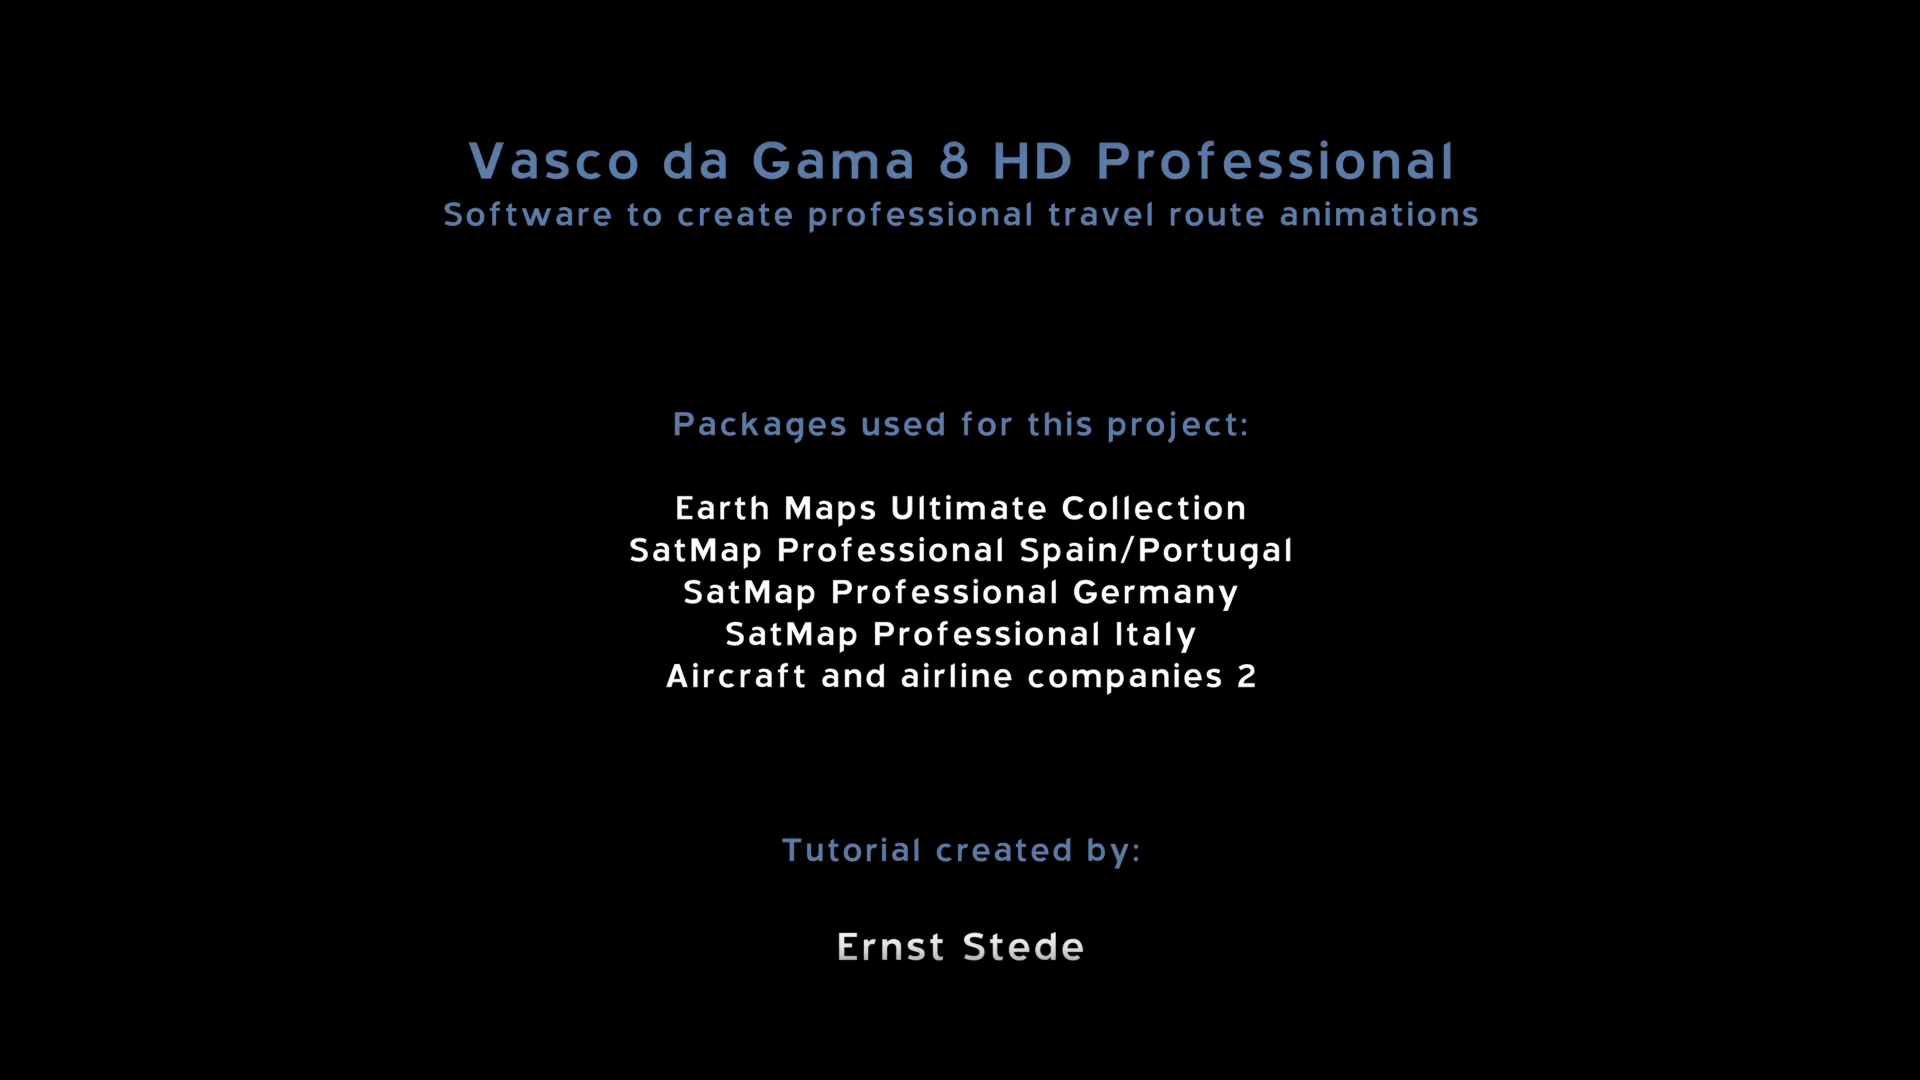 Vasco da Gama 8 HD Professional
Software to create professional travel route animations
Packages used for this project:
Earth Maps Ultimate Collection
SatMap Professional Spain/Portugal
SatMap Professional Germany
SatMap Professional Italy
Aircraft and airline companies 2
Tutorial created by:
Ernst Stede